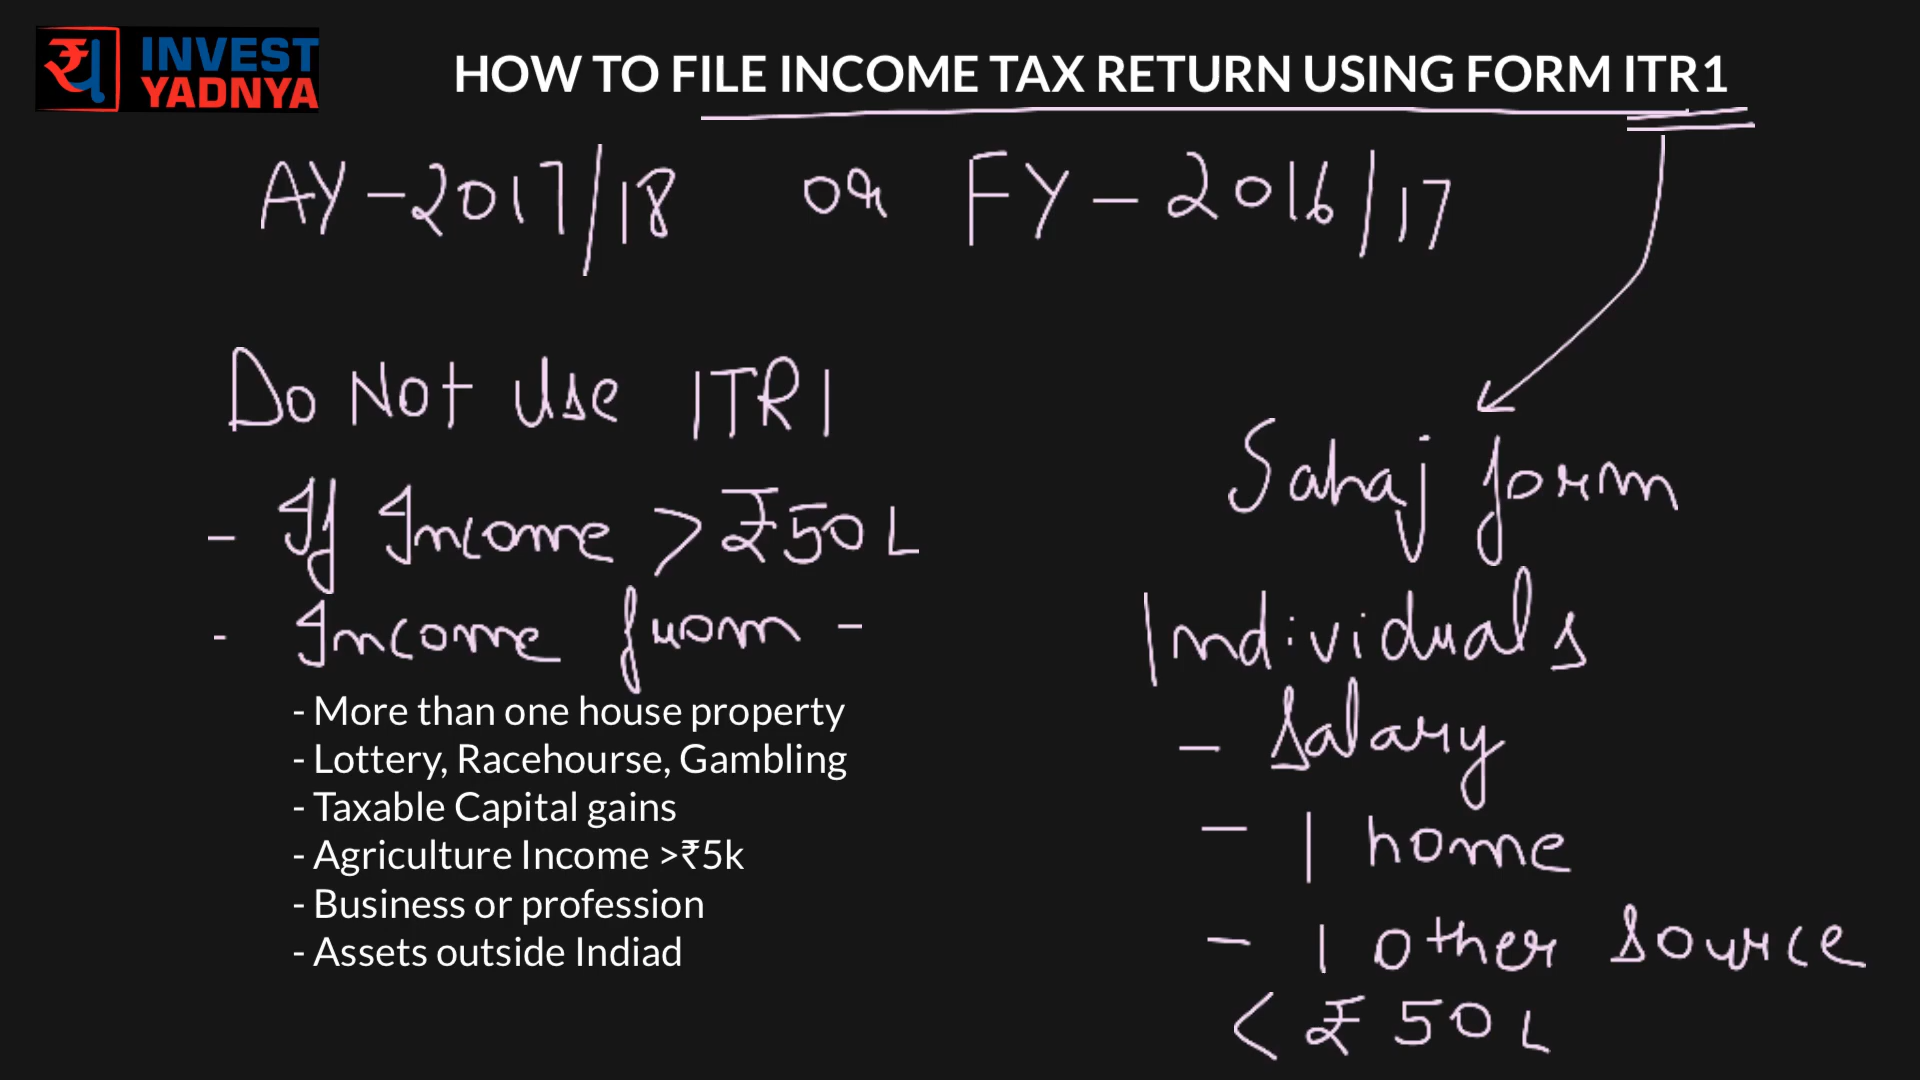 य
INVEST
YADNYA
HOW TO FILE INCOME TAX RETURN USING FORM ITR1
AY-2017/18 or FY-2016/17
Do Not Use ITR1
- If Income > ₹50 L
- Income from -
- More than one house property
- Lottery, Racehourse, Gambling
- Taxable Capital gains
- Agriculture Income >₹5k
- Business or profession
- Assets outside Indiad
Sahaj form
Individuals
- Salary
- 1 home
- 1 other source
< ₹ 50 L